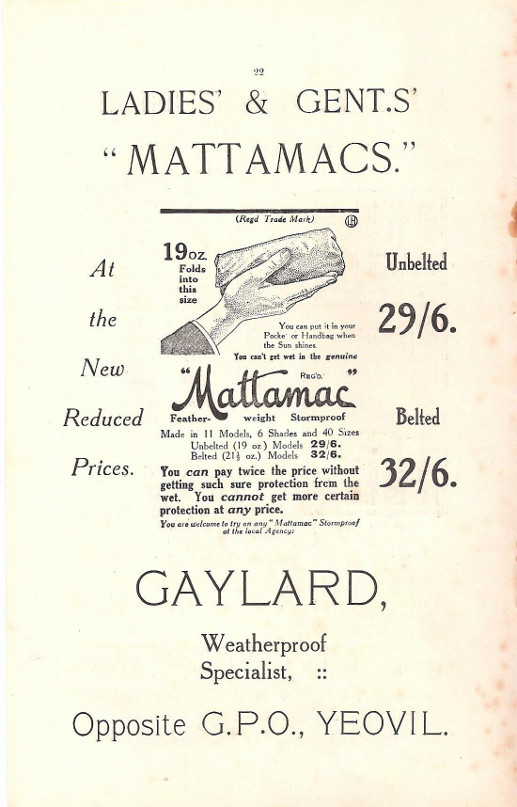 22
LADIES' & GENT.S'
"MATTAMACS."
At
the
New
Reduced
Prices.
(Regd Trade Mark)
19 oz.
Folds
into
this
size
You can put it in your
Pocke or Handbag when
the Sun shines.
You can't get wet in the genuine
"Mattamac" REG'D.
Feather-weight Stormproof
Made in 11 Models, 6 Shades and 40 Sizes
Unbelted (19 oz) Models 29/6.
Belted (21½ oz.) Models 32/6.
You can pay twice the price without
getting such sure protection from the
wet. You cannot get more certain
protection at any price.
You are welcome to try on any "Mattamac" Stormproof
at the local Agency:
Unbelted
29/6.
Belted
32/6.
GAYLARD,
Weatherproof
Specialist, ::
Opposite G.P.O., YEOVIL.